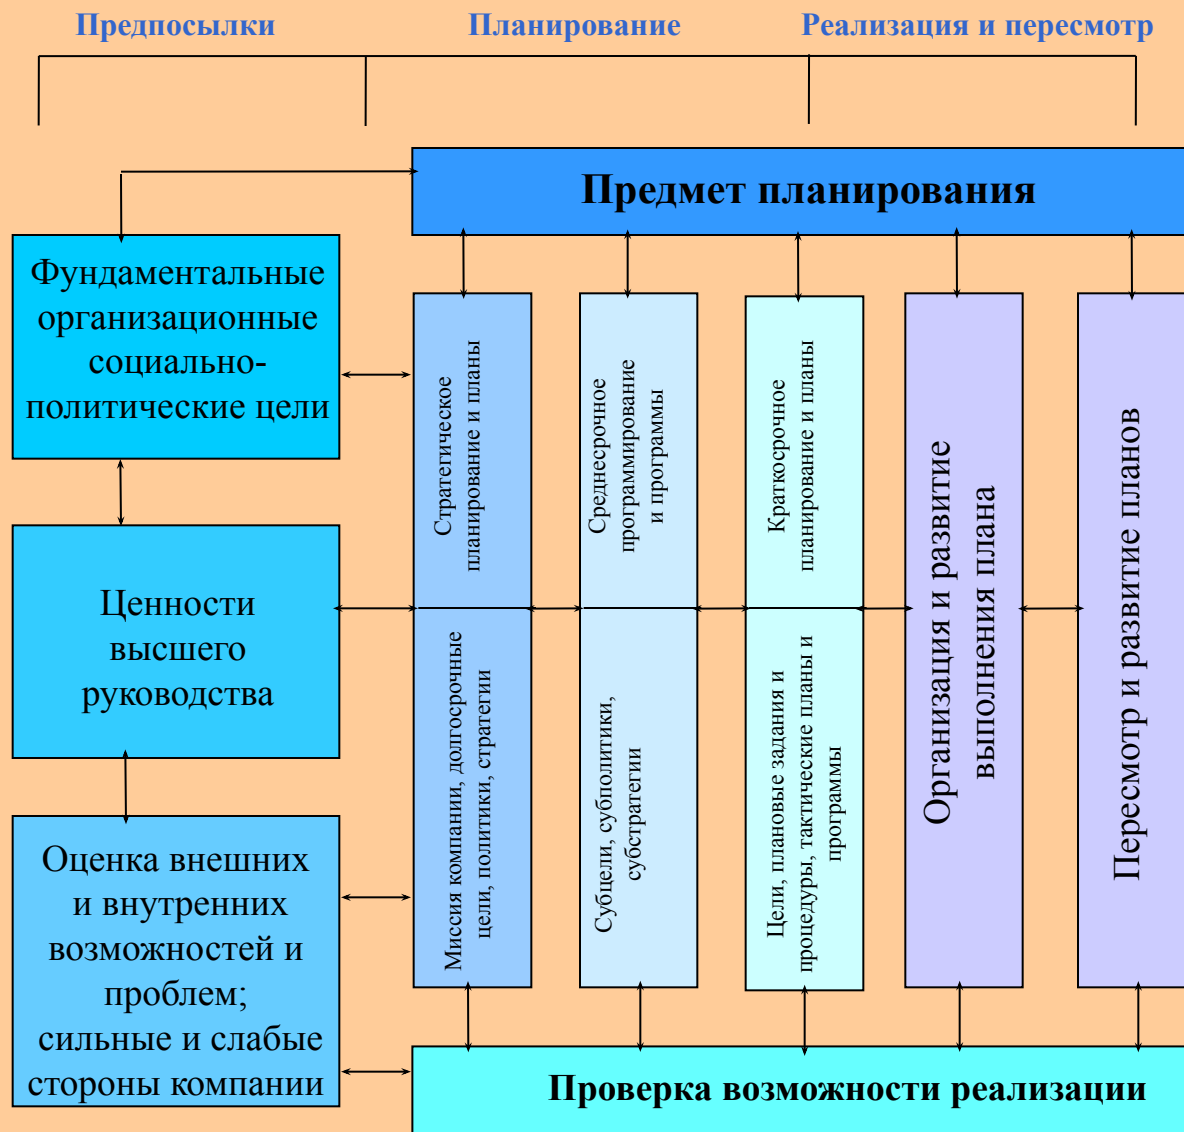 Предпосылки
Планирование
Реализация и пересмотр
Предмет планирования
Фундаментальные
организационные
социально-
политические цели
Ценности
высшего
руководства
Оценка внешних
и внутренних
возможностей и
проблем;
сильные и слабые
стороны компании
Стратегическое
планирование и планы
Миссия компании, долгосрочные
цели, политики, стратегии
Среднесрочное
программирование
и программы
Субцели, субполитики,
субстратегии
Краткосрочное
планирование и планы
Цели, плановые задания и
процедуры, тактические планы и
программы
Организация и развитие
выполнения плана
Пересмотр и развитие планов
Проверка возможности реализации